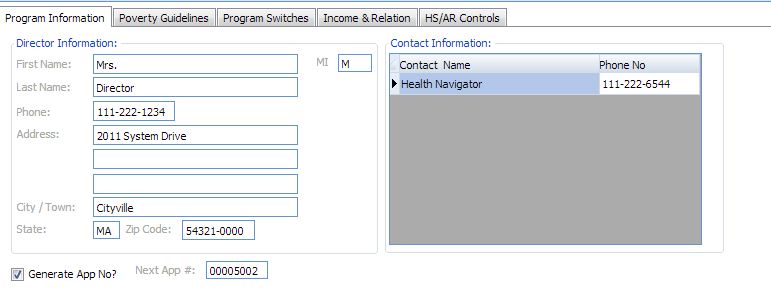 Program Information Poverty Guidelines Program Switches Income & Relation HS/AR Controls
Director Information:
First Name: Mrs. MI M
Last Name: Director
Phone: 111-222-1234
Address: 2011 System Drive
City / Town: Cityville
State: MA Zip Code: 54321-0000
Contact Information:
Contact Name Phone No
Health Navigator 111-222-6544
Generate App No? Next App #: 00005002